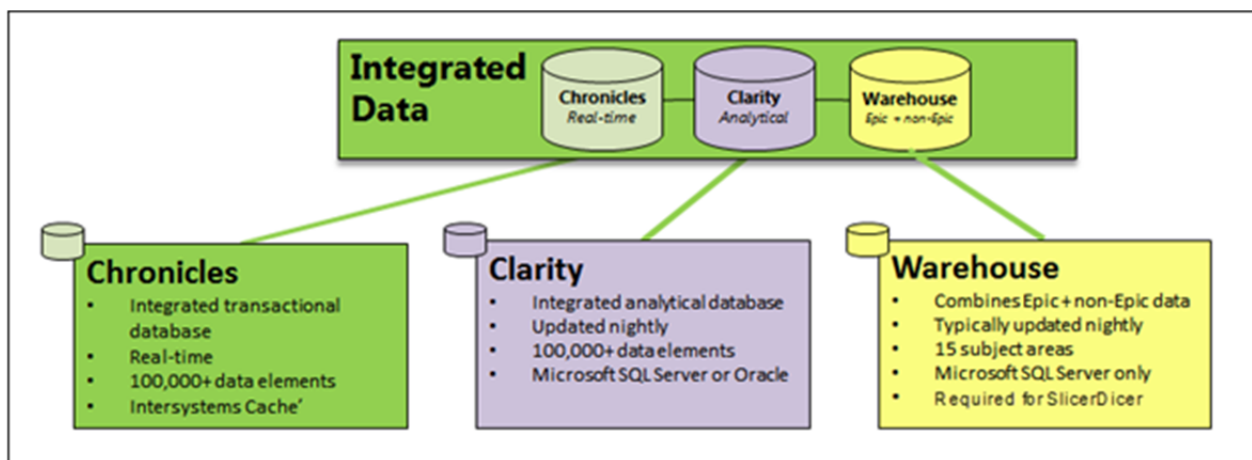 Integrated
Data
Chronicles
Real-time
Clarity
Analytical
Warehouse
Epic + non-Epic
Chronicles
• Integrated transactional
database
• Real-time
• 100,000+ data elements
• Intersystems Cache’
Clarity
• Integrated analytical database
• Updated nightly
• 100,000+ data elements
• Microsoft SQL Server or Oracle
Warehouse
• Combines Epic + non-Epic data
• Typically updated nightly
• 15 subject areas
• Microsoft SQL Server only
• Required for SlicerDicer